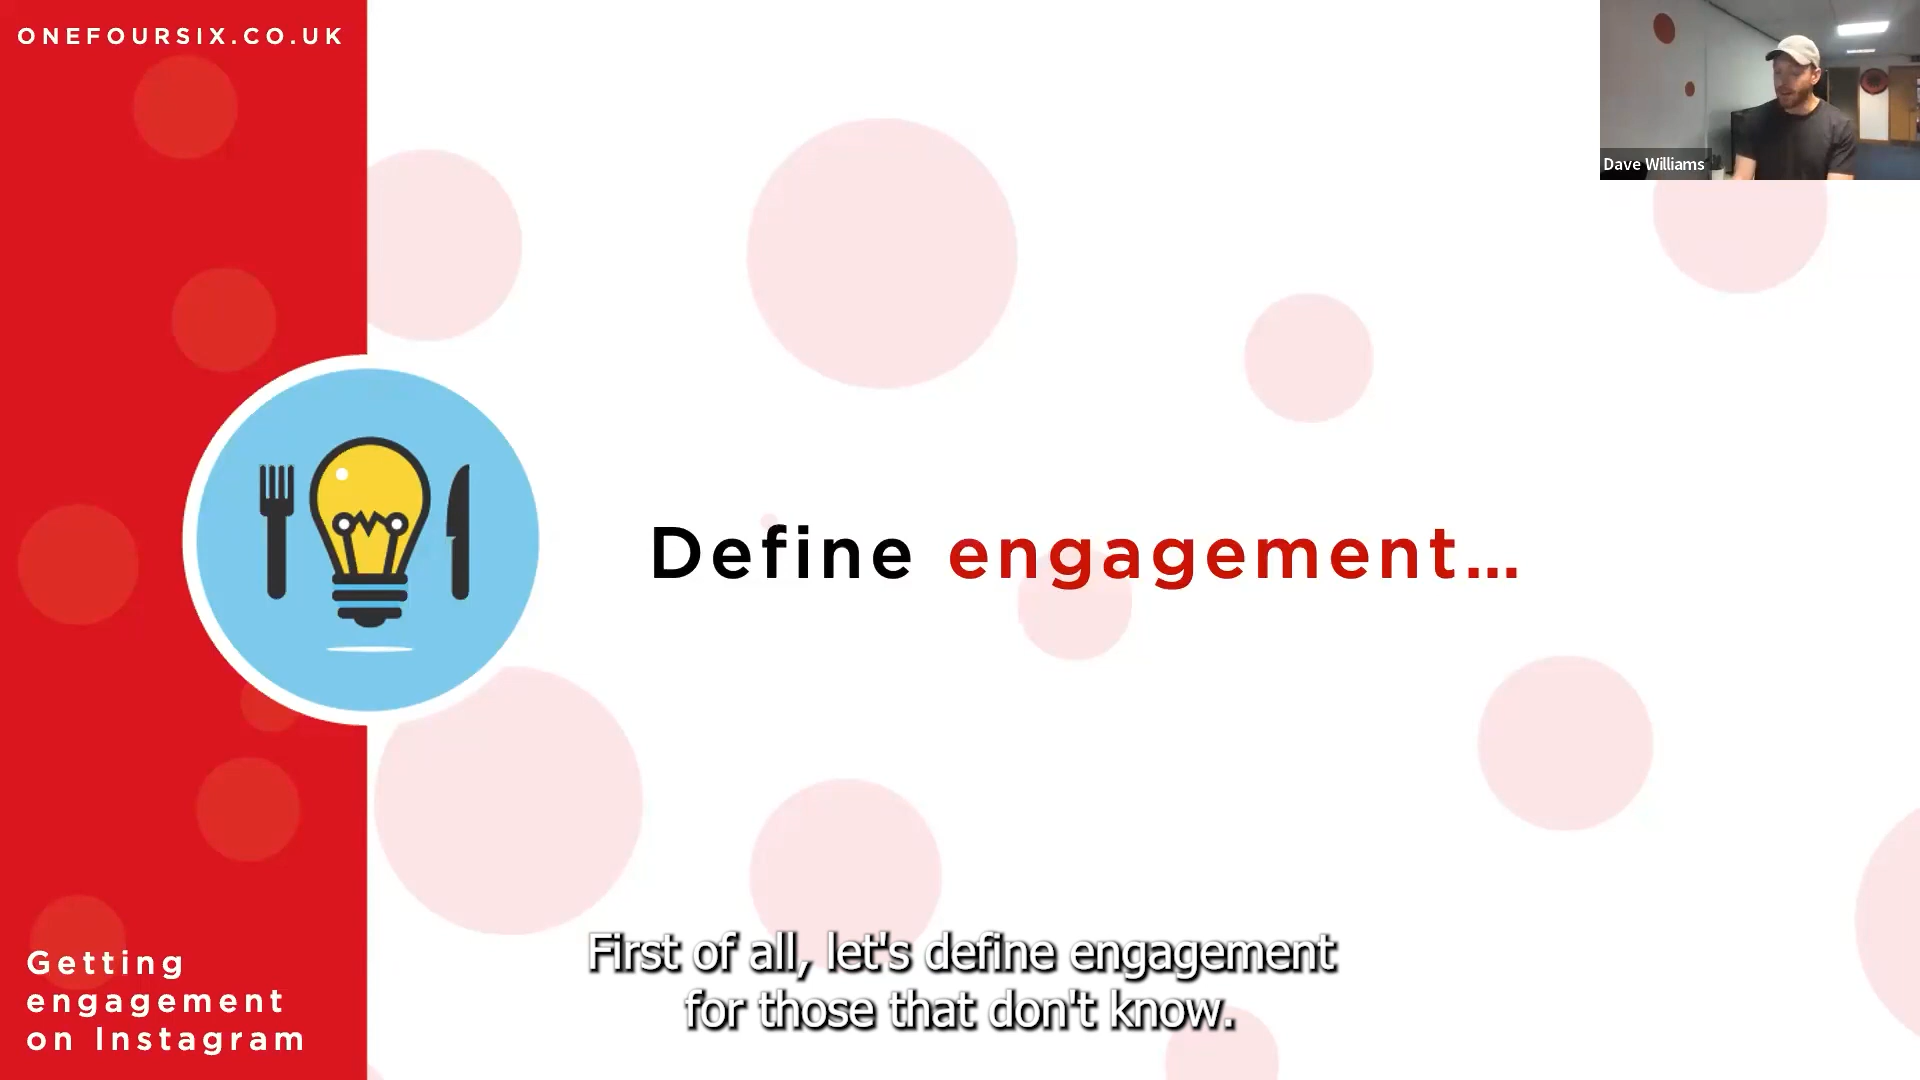 ONEFOURSIX.CO.UK
Dave Williams
Define engagement...
First of all, let's define engagement
for those that don't know.
Getting
engagement
on Instagram